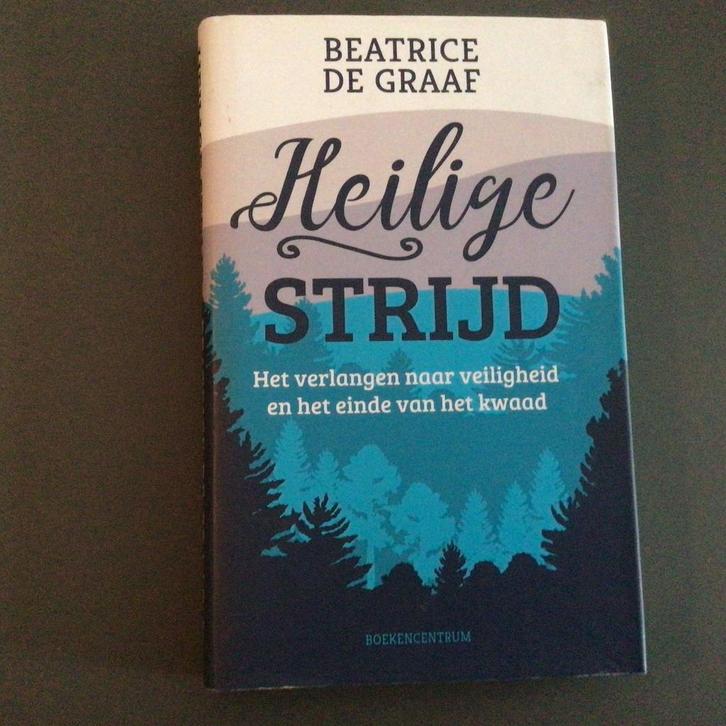 BEATRICE
DE GRAAF
Heilige
STRIJD
Het verlangen naar veiligheid
en het einde van het kwaad
BOEKENCENTRUM